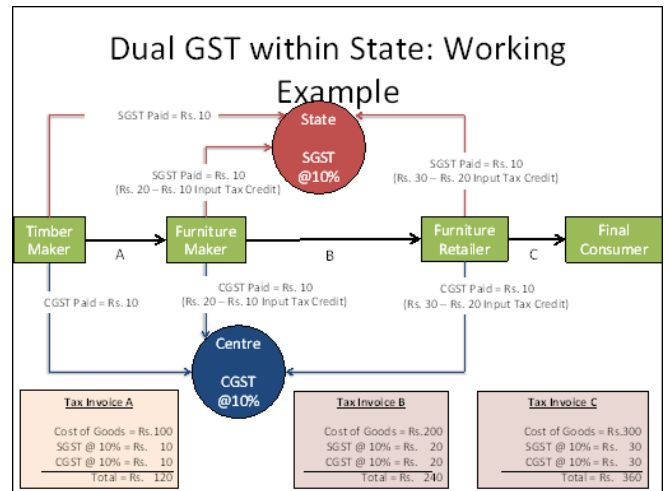 Dual GST within State: Working
Example
SGST Paid = Rs. 10
State
SGST
@10%
SGST Paid = Rs. 10
(Rs. 20 – Rs. 10 Input Tax Credit)
SGST Paid = Rs. 10
(Rs. 30 – Rs. 20 Input Tax Credit)
Timber
Maker
A
Furniture
Maker
B
Furniture
Retailer
C
Final
Consumer
CGST Paid = Rs. 10
CGST Paid = Rs. 10
(Rs. 20 – Rs. 10 Input Tax Credit)
CGST Paid = Rs. 10
(Rs. 30 – Rs. 20 Input Tax Credit)
Centre
CGST
@10%
Tax Invoice A
Cost of Goods = Rs.100
SGST @ 10% = Rs. 10
CGST @ 10% = Rs. 10
Total = Rs. 120
Tax Invoice B
Cost of Goods = Rs.200
SGST @ 10% = Rs. 20
CGST @ 10% = Rs. 20
Total = Rs. 240
Tax Invoice C
Cost of Goods = Rs.300
SGST @ 10% = Rs. 30
CGST @ 10% = Rs. 30
Total = Rs. 360